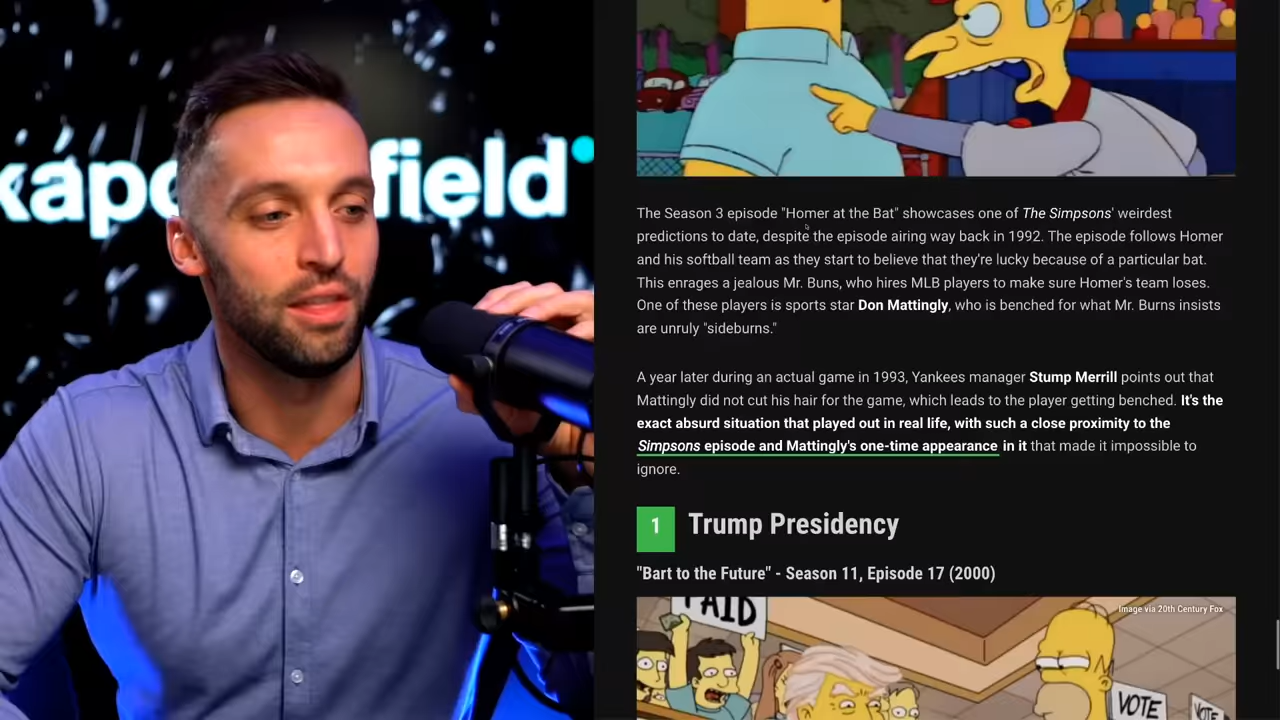 kapo field
The Season 3 episode "Homer at the Bat" showcases one of The Simpsons' weirdest
predictions to date, despite the episode airing way back in 1992. The episode follows Homer
and his softball team as they start to believe that they're lucky because of a particular bat.
This enrages a jealous Mr. Buns, who hires MLB players to make sure Homer's team loses.
One of these players is sports star Don Mattingly, who is benched for what Mr. Burns insists
are unruly "sideburns."
A year later during an actual game in 1993, Yankees manager Stump Merrill points out that
Mattingly did not cut his hair for the game, which leads to the player getting benched. It's the
exact absurd situation that played out in real life, with such a close proximity to the
Simpsons episode and Mattingly's one-time appearance in it that made it impossible to
ignore.
1 Trump Presidency
"Bart to the Future" - Season 11, Episode 17 (2000)
Image via 20th Century Fox
PAID
VOTE
VOTE